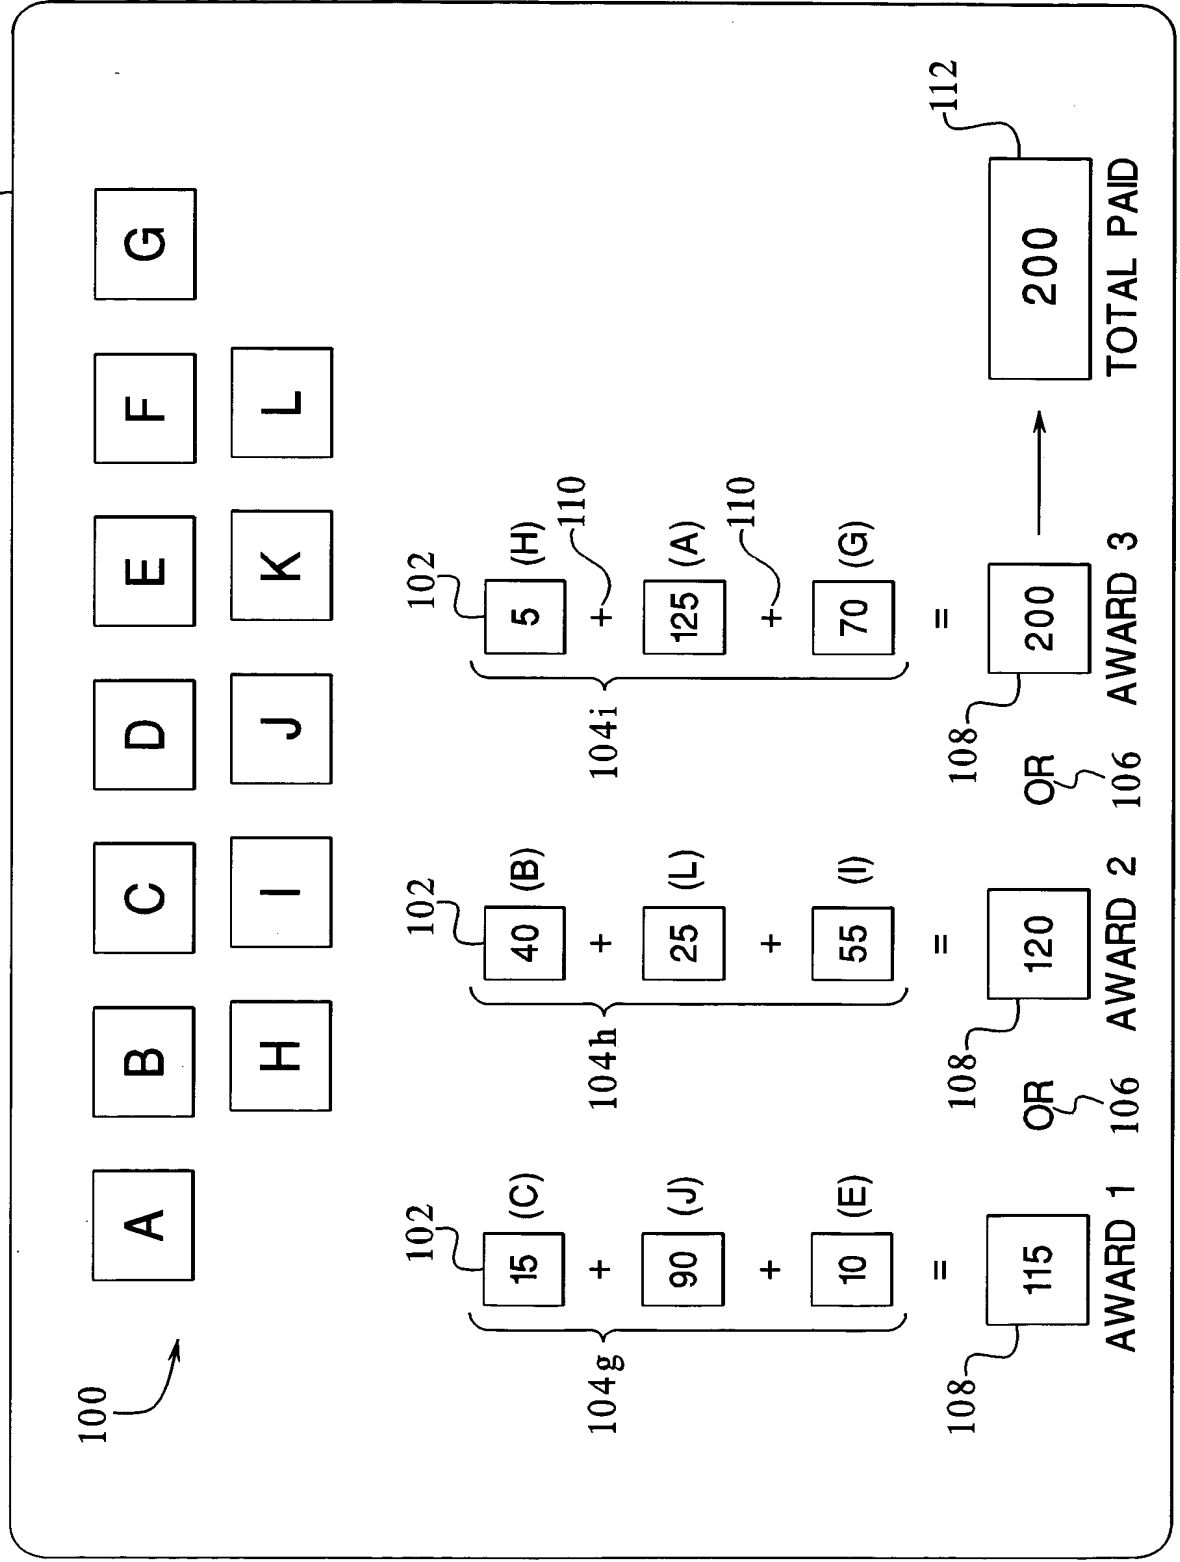 100
A B C D E F G
H I J K L
102 102 102
15 (C) 40 (B) 5 (H)
+ + + 110
104g 90 (J) 104h 25 (L) 104i 125 (A)
+ + + 110
10 (E) 55 (I) 70 (G)
= = =
108 115 108 120 108 200 → 200 112
OR OR
AWARD 1 106 AWARD 2 106 AWARD 3 TOTAL PAID